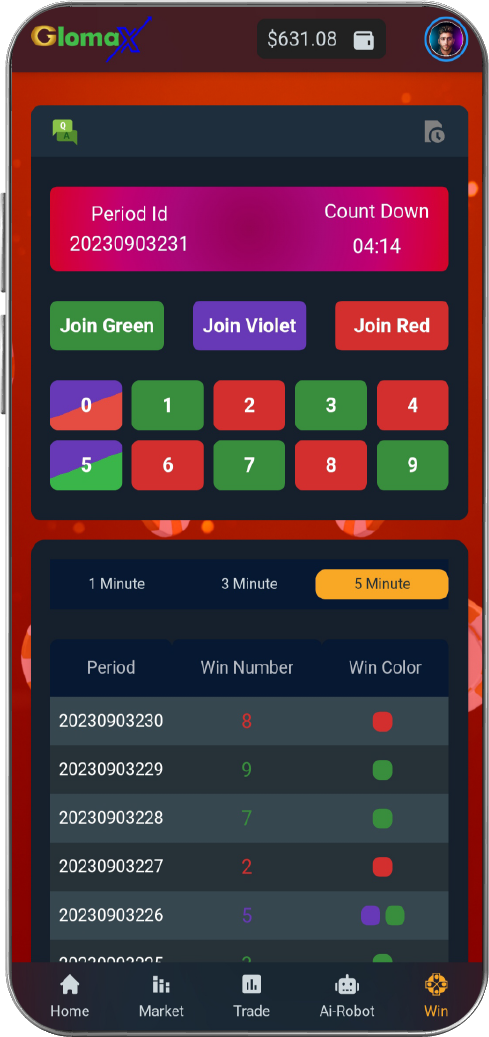 GlomaX
$631.08
Q
A
Period Id
Count Down
20230903231
04:14
Join Green
Join Violet
Join Red
0
1
2
3
4
5
6
7
8
9
1 Minute
3 Minute
5 Minute
Period
Win Number
Win Color
20230903230
8
20230903229
9
20230903228
7
20230903227
2
20230903226
5
Home
Market
Trade
Ai-Robot
Win